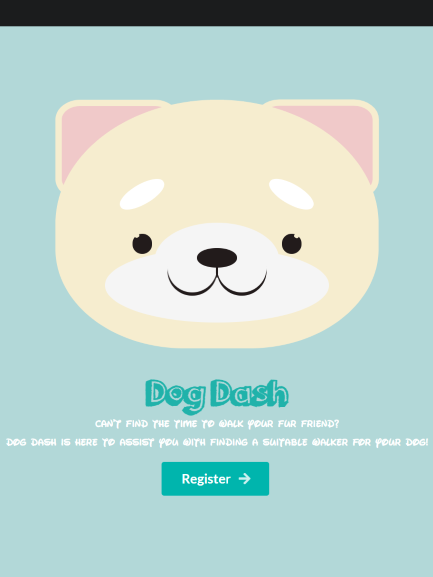 Dog Dash
CAN'T FIND THE TIME TO WALK YOUR FUR FRIEND?
DOG DASH IS HERE TO ASSIST YOU WITH FINDING A SUITABLE WALKER FOR YOUR DOG!
Register